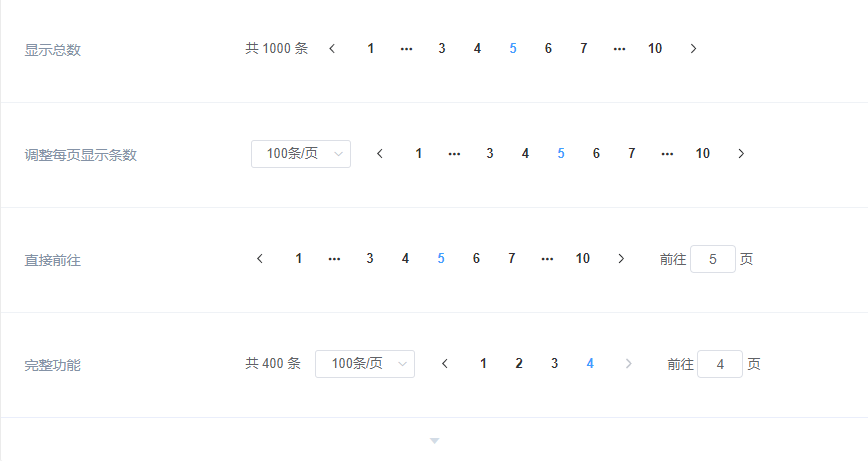 显示总数 共 1000 条 < 1 ••• 3 4 5 6 7 ••• 10 >
调整每页显示条数 100条/页 < 1 ••• 3 4 5 6 7 ••• 10 >
直接前往 < 1 ••• 3 4 5 6 7 ••• 10 > 前往 5 页
完整功能 共 400 条 100条/页 < 1 2 3 4 > 前往 4 页